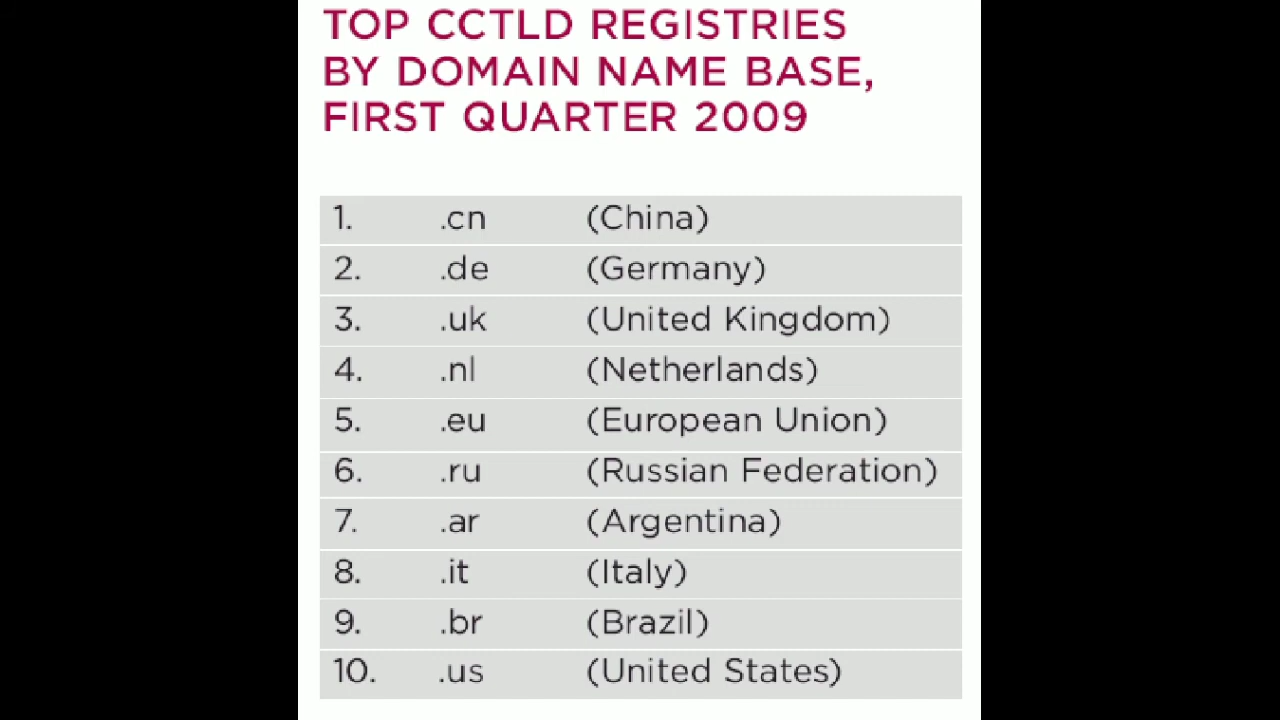 TOP CCTLD REGISTRIES
BY DOMAIN NAME BASE,
FIRST QUARTER 2009
1. .cn (China)
2. .de (Germany)
3. .uk (United Kingdom)
4. .nl (Netherlands)
5. .eu (European Union)
6. .ru (Russian Federation)
7. .ar (Argentina)
8. .it (Italy)
9. .br (Brazil)
10. .us (United States)